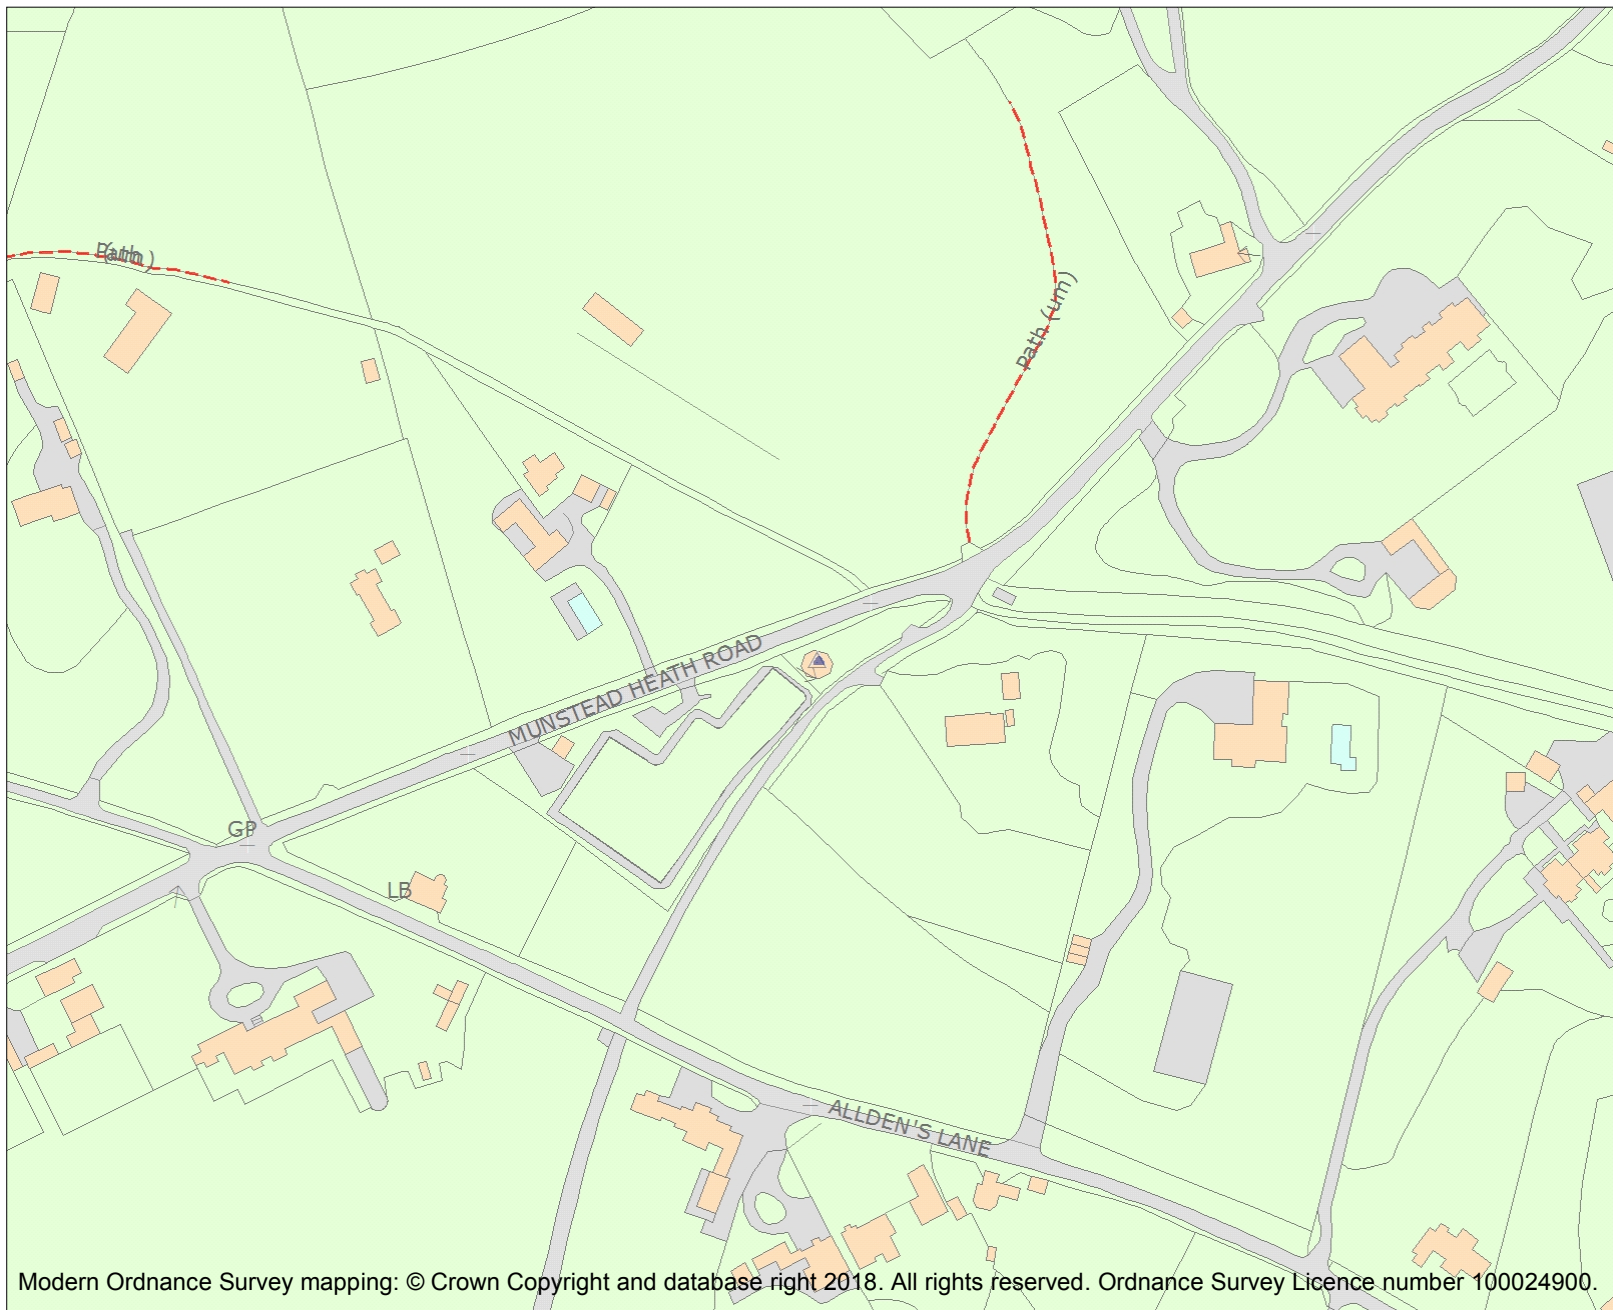 Path (um)
MUNSTEAD HEATH ROAD
GP
LB
ALLDEN'S LANE
Modern Ordnance Survey mapping: © Crown Copyright and database right 2018. All rights reserved. Ordnance Survey Licence number 100024900.